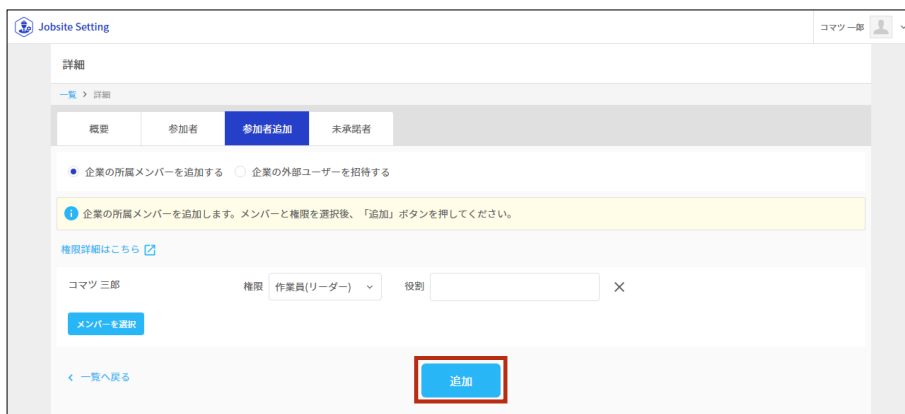 Jobsite Setting
コマツ 一郎
詳細
一覧 > 詳細
概要 参加者 参加者追加 未承諾者
企業の所属メンバーを追加する 企業の外部ユーザーを招待する
企業の所属メンバーを追加します。メンバーと権限を選択後、「追加」ボタンを押してください。
権限詳細はこちら
コマツ 三郎 権限 作業員(リーダー) 役割
メンバーを選択
< 一覧へ戻る 追加